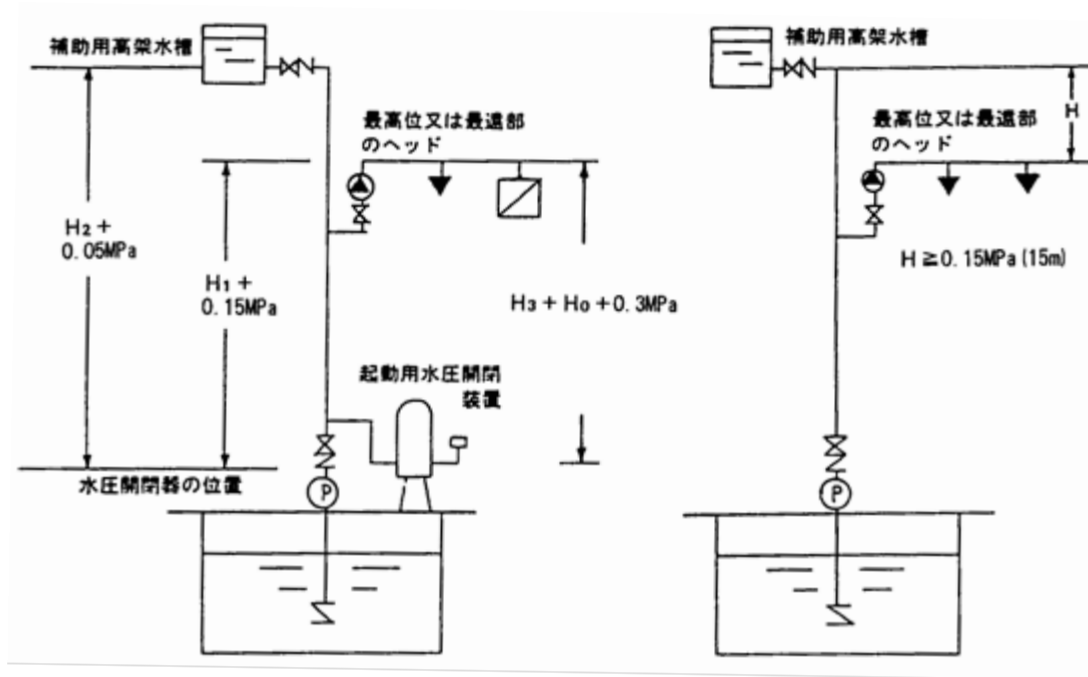 補助用高架水槽
最高位又は最遠部
のヘッド
H₂+
0.05MPa
H₁+
0.15MPa
H₃+H₀+0.3MPa
起動用水圧開閉
装置
水圧開閉器の位置
P
補助用高架水槽
最高位又は最遠部
のヘッド
H
H≧0.15MPa(15m)
P